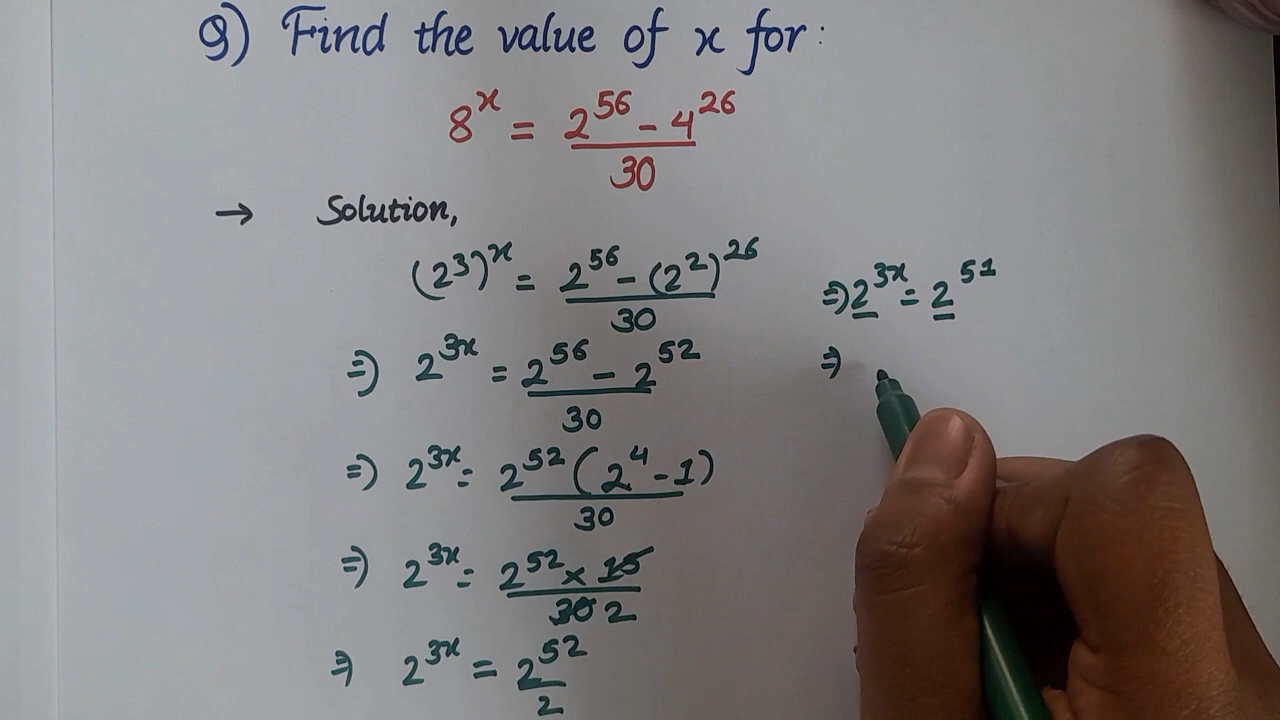 Q) Find the value of x for:
8^x = (2^56 - 4^26)/30
→ Solution,
(2^3)^x = (2^56 - (2^2)^26)/30
⇒ 2^3x = (2^56 - 2^52)/30
⇒ 2^3x = 2^52(2^4 - 1)/30
⇒ 2^3x = (2^52 × 15)/30 2
⇒ 2^3x = 2^52/2
⇒ 2^3x = 2^51
⇒